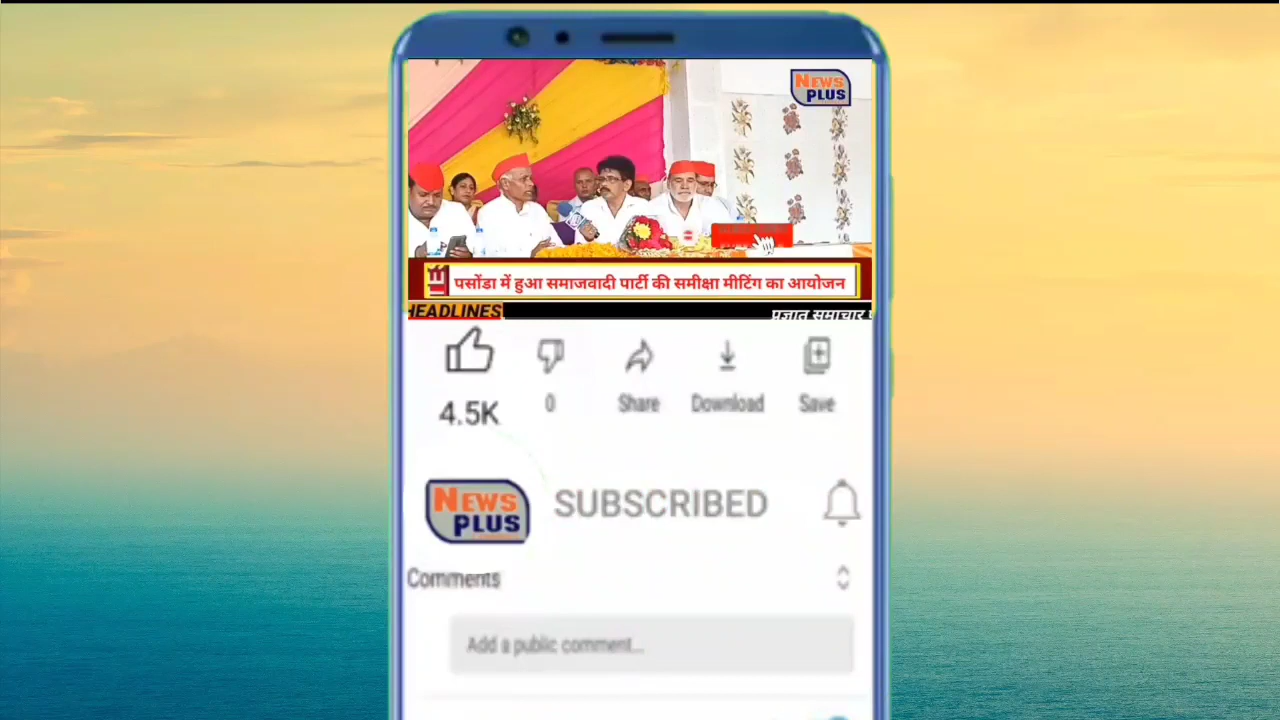 NEWS
PLUS
पसोंडा में हुआ समाजवादी पार्टी की समीक्षा मीटिंग का आयोजन
HEADLINES
समाचार
4.5K
0
Share
Download
Save
NEWS
PLUS
SUBSCRIBED
Comments
Add a public comment...